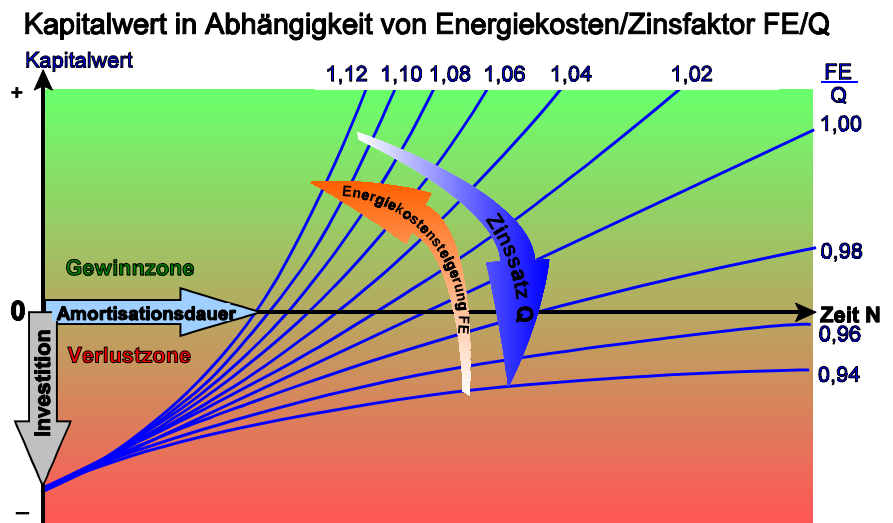 Kapitalwert in Abhängigkeit von Energiekosten/Zinsfaktor FE/Q
Kapitalwert
1,12 1,10 1,08 1,06 1,04 1,02
FE
Q
+
1,00
Energiekostensteigerung FE
Zinssatz Q
0,98
Gewinnzone
0
Amortisationsdauer
Zeit N
0,96
Verlustzone
0,94
Investition
–